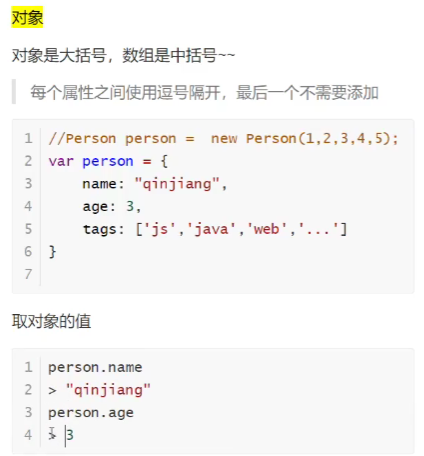 对象
对象是大括号，数组是中括号~~
每个属性之间使用逗号隔开，最后一个不需要添加
1 //Person person =  new Person(1,2,3,4,5);
2 var person = {
3     name: "qinjiang",
4     age: 3,
5     tags: ['js','java','web','...']
6 }
7
取对象的值
1 person.name
2 > "qinjiang"
3 person.age
4 > 3